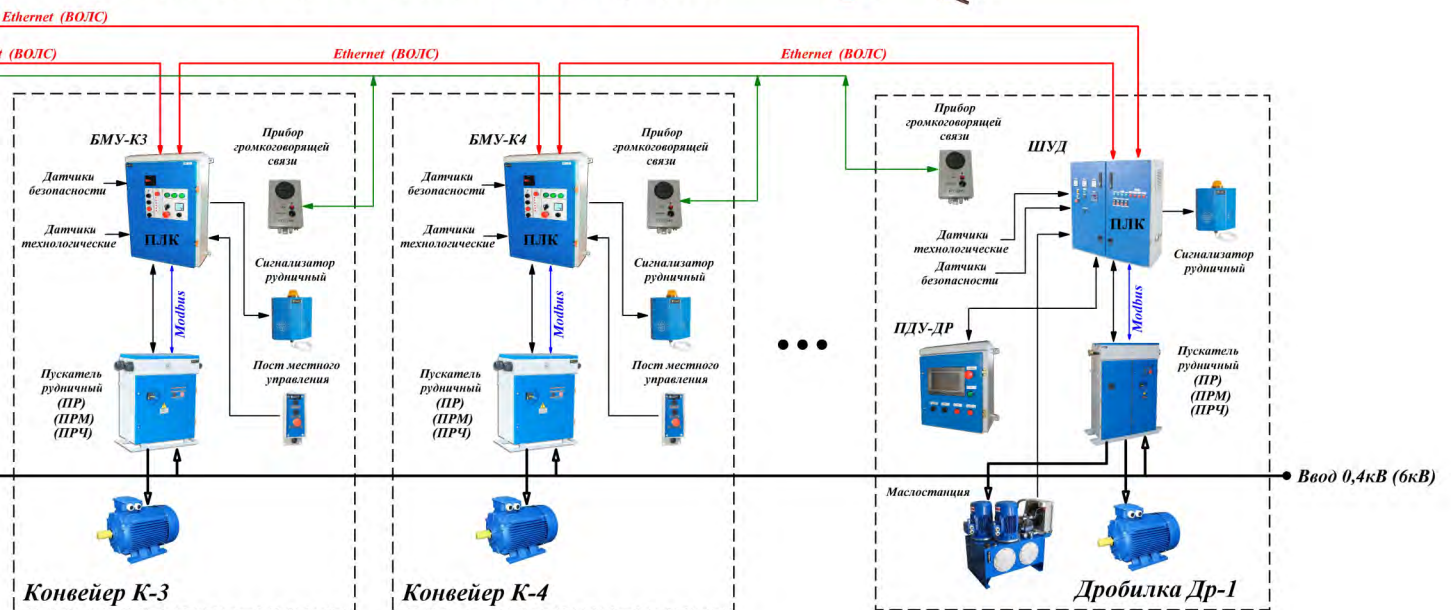 Ethernet (ВОЛС)
t (ВОЛС)
Ethernet (ВОЛС)
Ethernet (ВОЛС)
БМУ-К3
Прибор
громкоговорящей
связи
Датчики
безопасности
Датчики
технологические
ПЛК
Сигнализатор
рудничный
Modbus
Пускатель
рудничный
(ПР)
(ПРМ)
(ПРЧ)
Пост местного
управления
Конвейер К-3
БМУ-К4
Прибор
громкоговорящей
связи
Датчики
безопасности
Датчики
технологические
ПЛК
Сигнализатор
рудничный
Modbus
Пускатель
рудничный
(ПР)
(ПРМ)
(ПРЧ)
Пост местного
управления
Конвейер К-4
Прибор
громкоговорящей
связи
ШУД
ПЛК
Датчики
технологические
Датчики
безопасности
Сигнализатор
рудничный
Modbus
ПДУ-ДР
Пускатель
рудничный
(ПР)
(ПРМ)
(ПРЧ)
Ввод 0,4кВ (6кВ)
Маслостанция
Дробилка Др-1